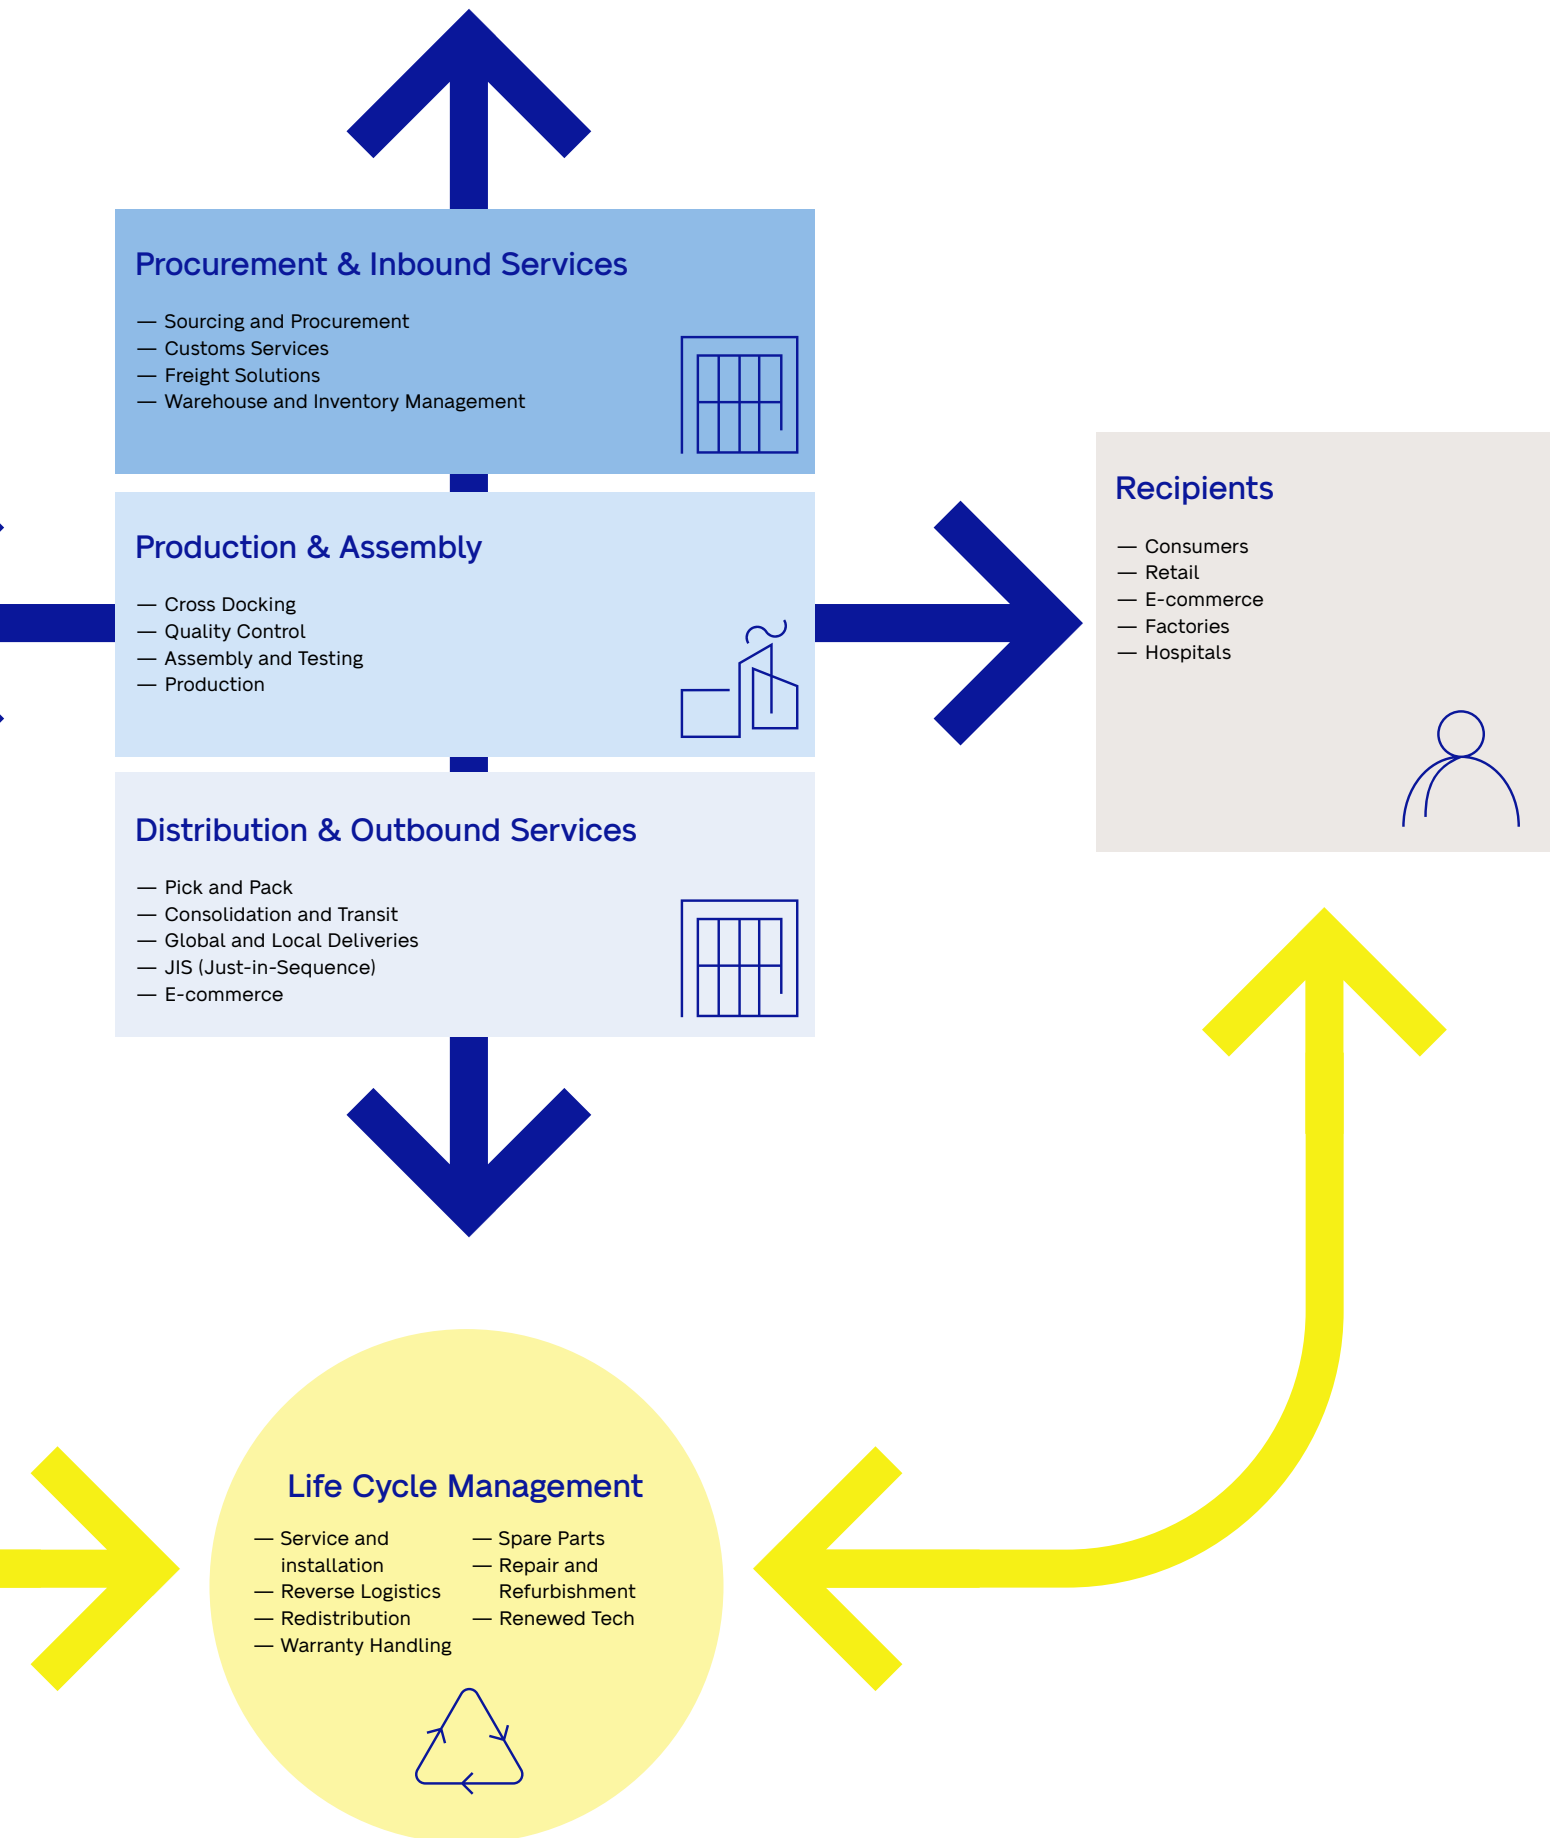 Procurement & Inbound Services
— Sourcing and Procurement
— Customs Services
— Freight Solutions
— Warehouse and Inventory Management
Production & Assembly
— Cross Docking
— Quality Control
— Assembly and Testing
— Production
Distribution & Outbound Services
— Pick and Pack
— Consolidation and Transit
— Global and Local Deliveries
— JIS (Just-in-Sequence)
— E-commerce
Recipients
— Consumers
— Retail
— E-commerce
— Factories
— Hospitals
Life Cycle Management
— Service and
installation
— Reverse Logistics
— Redistribution
— Warranty Handling
— Spare Parts
— Repair and
Refurbishment
— Renewed Tech